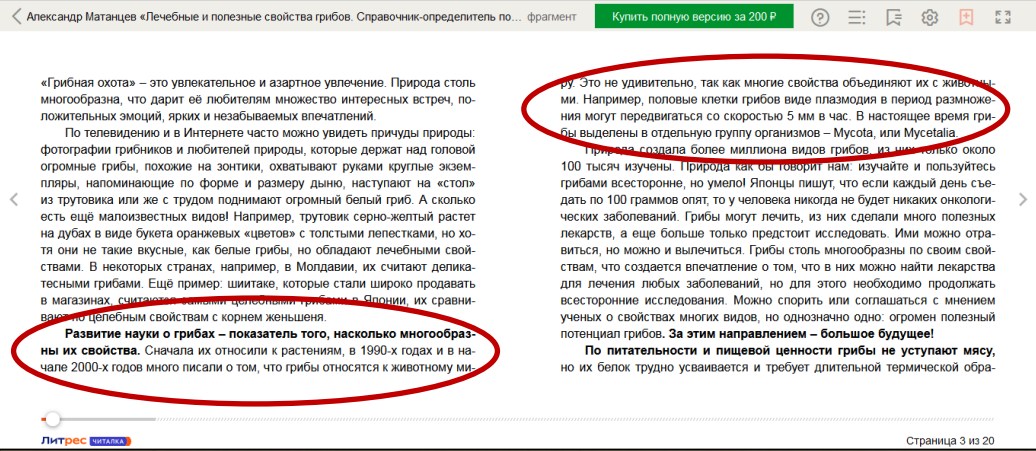 Александр Матанцев «Лечебные и полезные свойства грибов. Справочник-определитель по... фрагмент
Купить полную версию за 200 ₽
«Грибная охота» – это увлекательное и азартное увлечение. Природа столь
многообразна, что дарит её любителям множество интересных встреч, по-
ложительных эмоций, ярких и незабываемых впечатлений.
По телевидению и в Интернете часто можно увидеть причуды природы:
фотографии грибников и любителей природы, которые держат над головой
огромные грибы, похожие на зонтики, охватывают руками круглые экзем-
пляры, напоминающие по форме и размеру дыню, наступают на «стол»
из трутовика или же с трудом поднимают огромный белый гриб. А сколько
есть ещё малоизвестных видов! Например, трутовик серно-желтый растет
на дубах в виде букета оранжевых «цветов» с толстыми лепестками, но хо-
тя они не такие вкусные, как белые грибы, но обладают лечебными свой-
ствами. В некоторых странах, например, в Молдавии, их считают делика-
тесными грибами. Ещё пример: шиитаке, которые стали широко продавать
в магазинах, считаются самыми целебными грибами в Японии, их сравни-
вают по целебным свойствам с корнем женьшеня.
Развитие науки о грибах – показатель того, насколько многообраз-
ны их свойства. Сначала их относили к растениям, в 1990-х годах и в на-
чале 2000-х годов много писали о том, что грибы относятся к животному ми-
ру. Это не удивительно, так как многие свойства объединяют их с животны-
ми. Например, половые клетки грибов виде плазмодия в период размноже-
ния могут передвигаться со скоростью 5 мм в час. В настоящее время гри-
бы выделены в отдельную группу организмов – Mycota, или Mycetalia.
Природа создала более миллиона видов грибов, из них только около
100 тысяч изучены. Природа как бы говорит нам: изучайте и пользуйтесь
грибами всесторонне, но умело! Японцы пишут, что если каждый день съе-
дать по 100 граммов опят, то у человека никогда не будет никаких онкологи-
ческих заболеваний. Грибы могут лечить, из них сделали много полезных
лекарств, а еще больше только предстоит исследовать. Ими можно отра-
виться, но можно и вылечиться. Грибы столь многообразны по своим свой-
ствам, что создается впечатление о том, что в них можно найти лекарства
для лечения любых заболеваний, но для этого необходимо продолжать
всесторонние исследования. Можно спорить или соглашаться с мнением
ученых о свойствах многих видов, но однозначно одно: огромен полезный
потенциал грибов. За этим направлением – большое будущее!
По питательности и пищевой ценности грибы не уступают мясу,
но их белок трудно усваивается и требует длительной термической обра-
Литрес ЧИТАЛКА
Страница 3 из 20